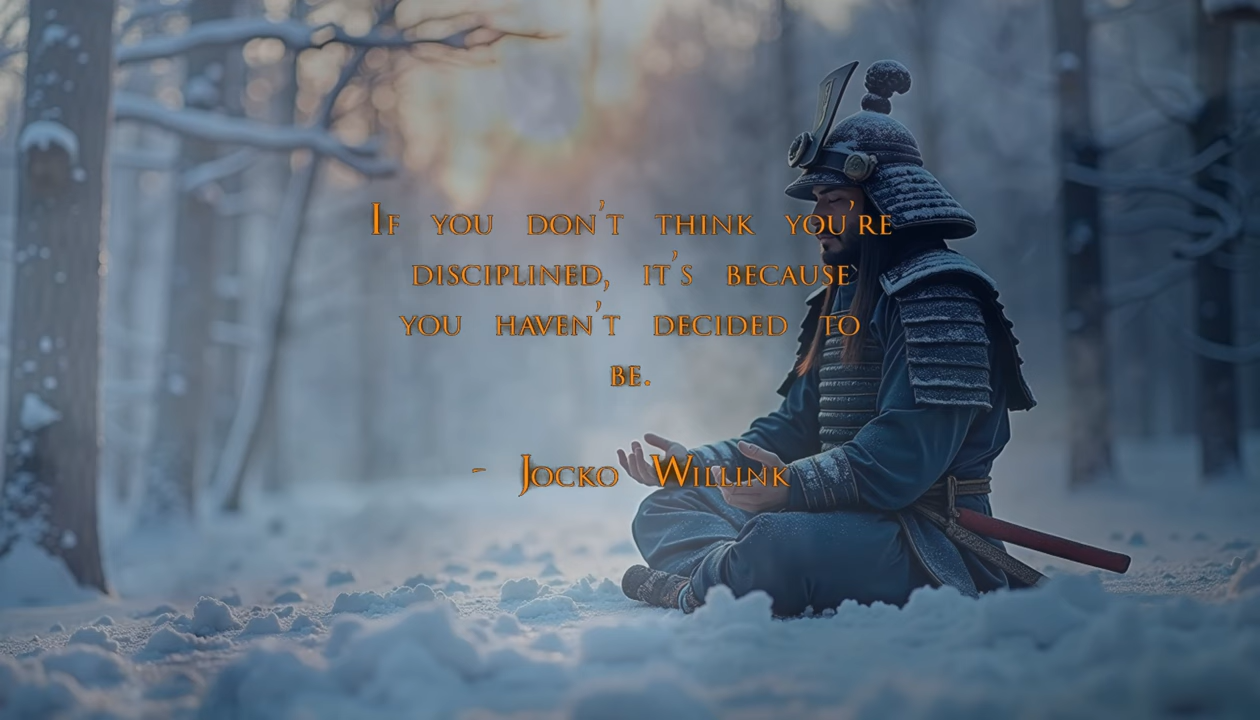 If you don't think you're
disciplined, it's because
you haven't decided to
be.
- Jocko Willink